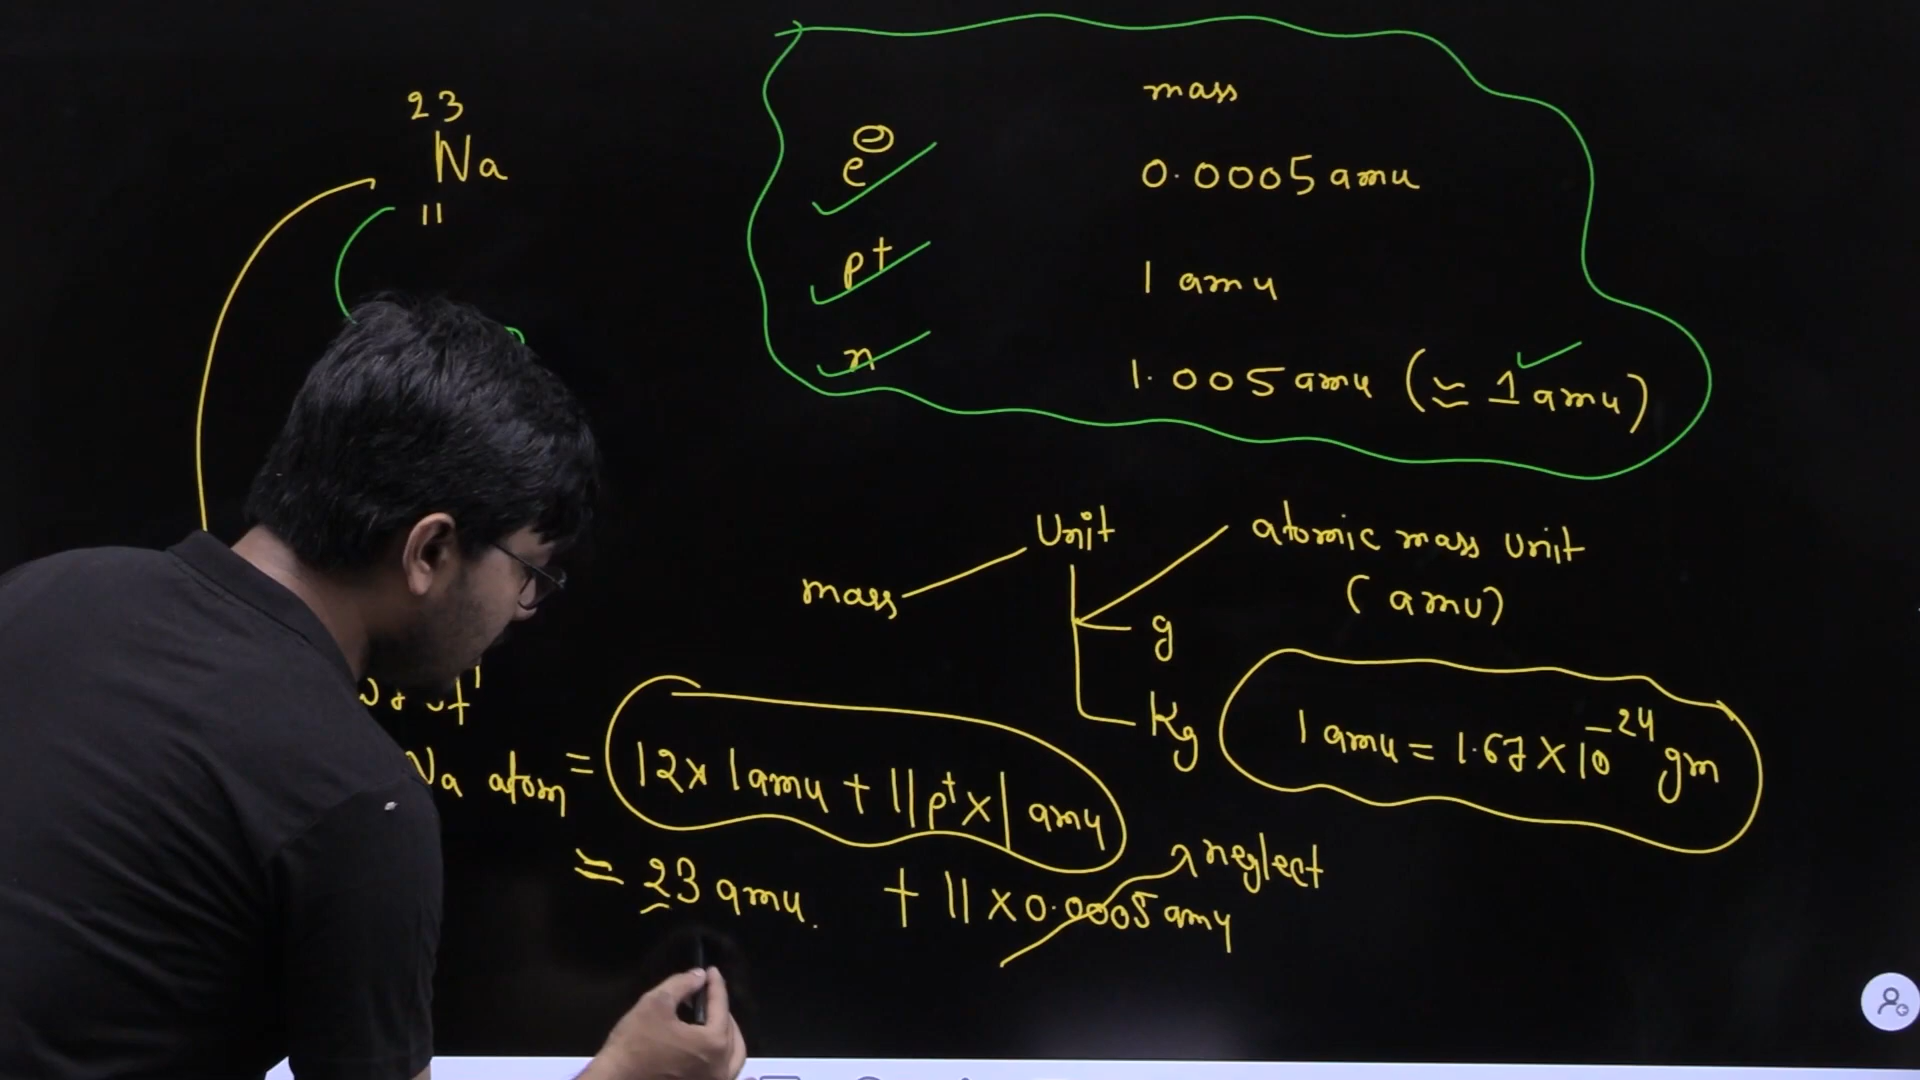 23
Na
11
mass
e⊖ 0.0005 amu
p+ 1 amu
n 1.005 amu (≃ 1 amu)
Unit
mass
atomic mass unit
(amu)
g
Kg
1 amu = 1.67 × 10^-24 gm
Na atom = 12 × 1 amu + 11 p+ × 1 amu
= 23 amu. + 11 × 0.0005 amu
neglect